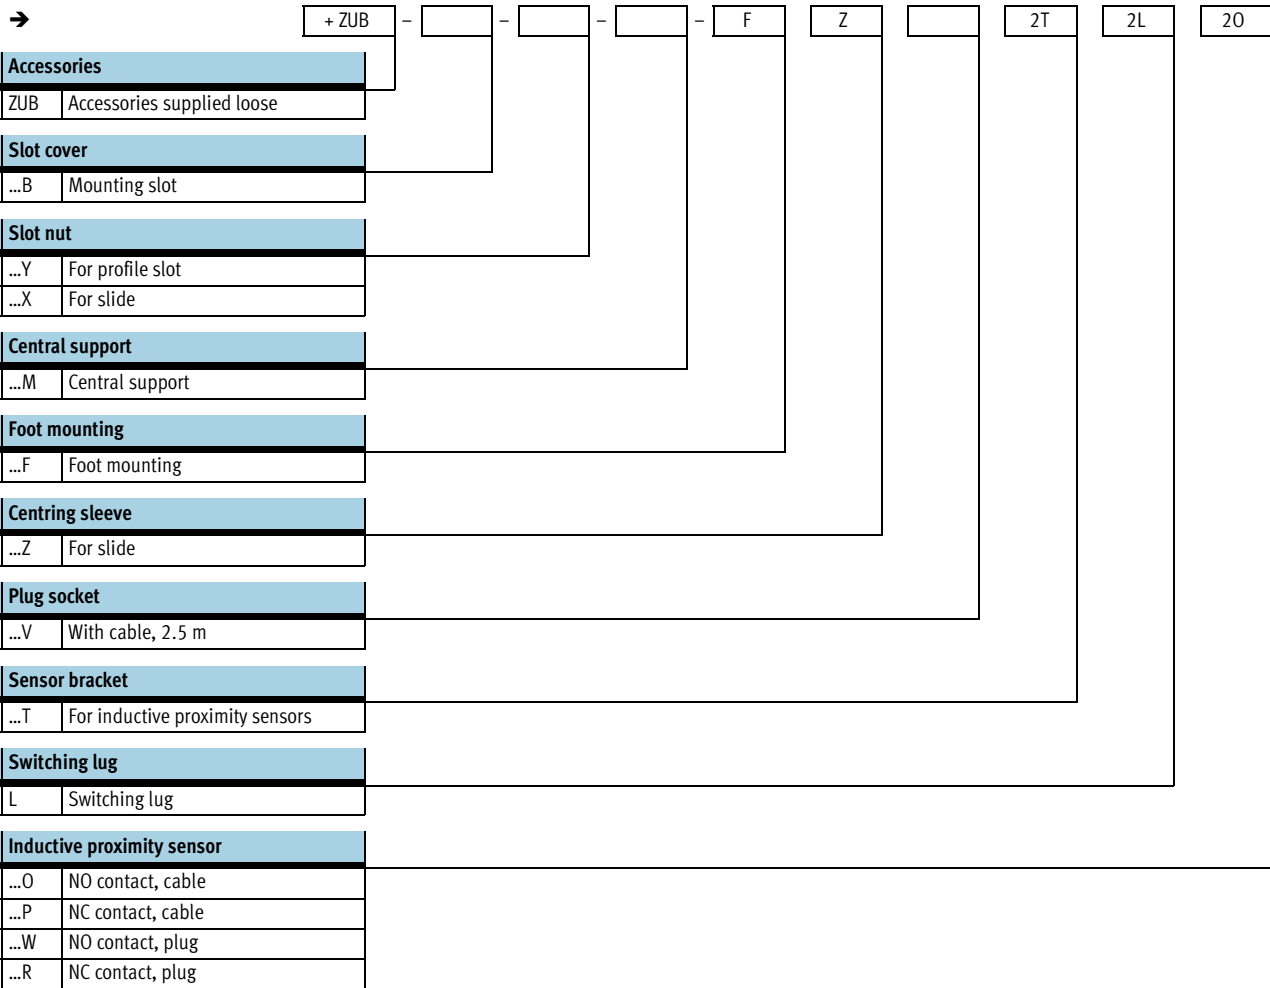 ➔ + ZUB – – – – F Z 2T 2L 2O
Accessories
ZUB Accessories supplied loose
Slot cover
...B Mounting slot
Slot nut
...Y For profile slot
...X For slide
Central support
...M Central support
Foot mounting
...F Foot mounting
Centring sleeve
...Z For slide
Plug socket
...V With cable, 2.5 m
Sensor bracket
...T For inductive proximity sensors
Switching lug
L Switching lug
Inductive proximity sensor
...O NO contact, cable
...P NC contact, cable
...W NO contact, plug
...R NC contact, plug